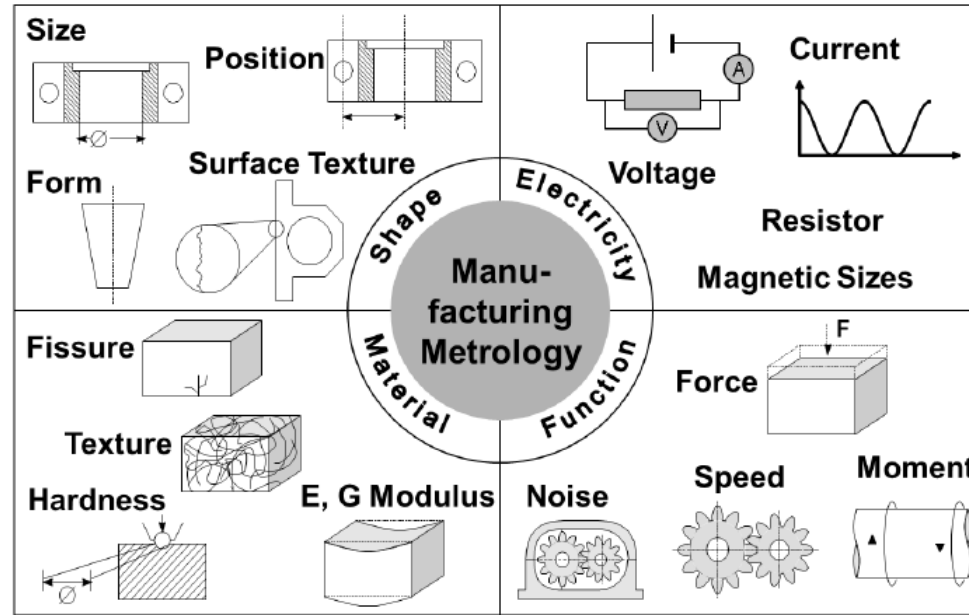 Size
Position
Ø
Form
Surface Texture
A
V
Current
Voltage
Resistor
Magnetic Sizes
Shape
Electricity
Material
Function
Manu-
facturing
Metrology
Fissure
Texture
Hardness
Ø
E, G Modulus
F
Force
Noise
Speed
Moment